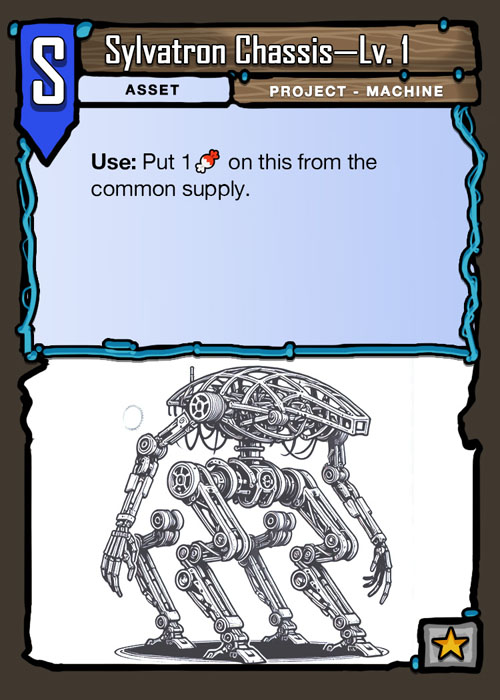 S
Sylvatron Chassis—Lv. 1
ASSET
PROJECT - MACHINE
Use: Put 1 on this from the
common supply.